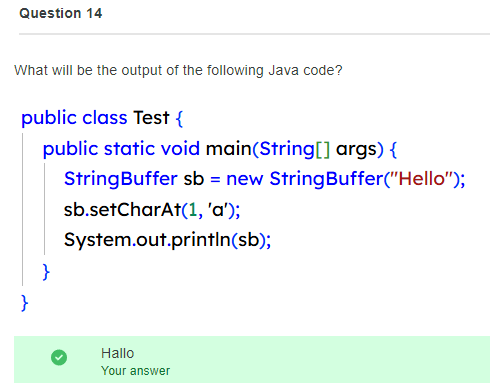 Question 14
What will be the output of the following Java code?
public class Test {
public static void main(String[] args) {
StringBuffer sb = new StringBuffer("Hello");
sb.setCharAt(1, 'a');
System.out.println(sb);
}
}
Hallo
Your answer